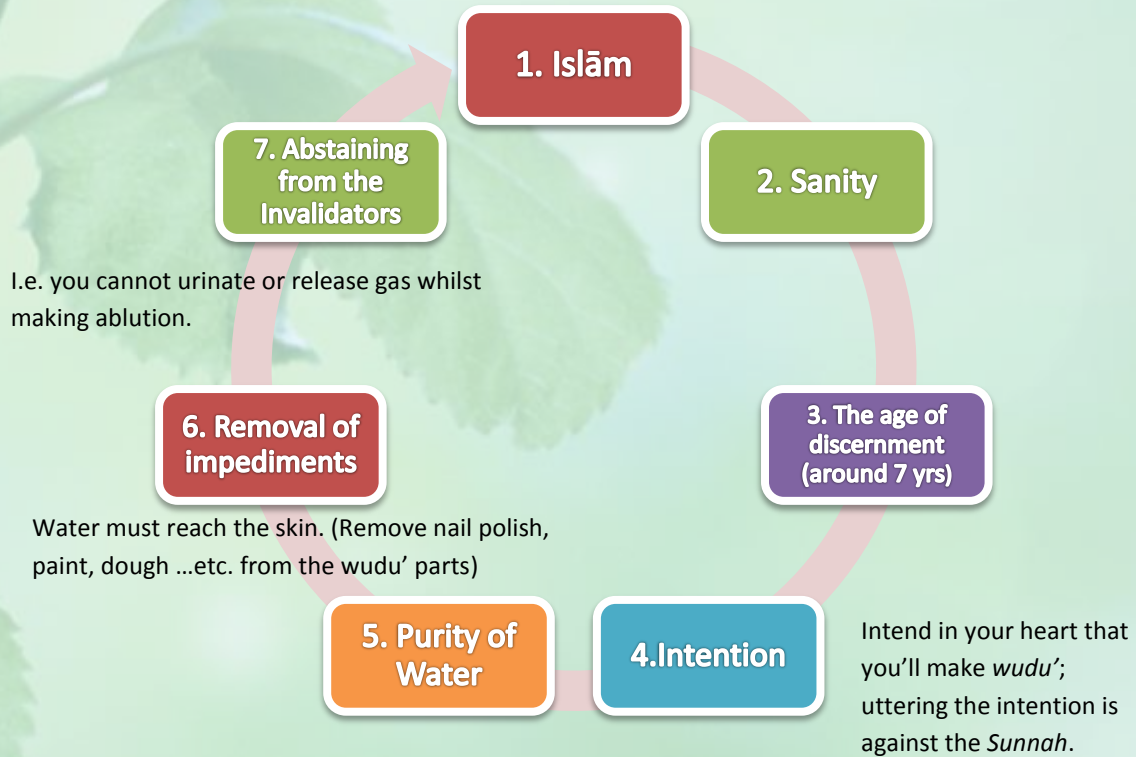 1. Islām
2. Sanity
3. The age of
discernment
(around 7 yrs)
4.Intention
Intend in your heart that
you’ll make wudu’;
uttering the intention is
against the Sunnah.
5. Purity of
Water
6. Removal of
impediments
Water must reach the skin. (Remove nail polish,
paint, dough ...etc. from the wudu’ parts)
7. Abstaining
from the
Invalidators
I.e. you cannot urinate or release gas whilst
making ablution.